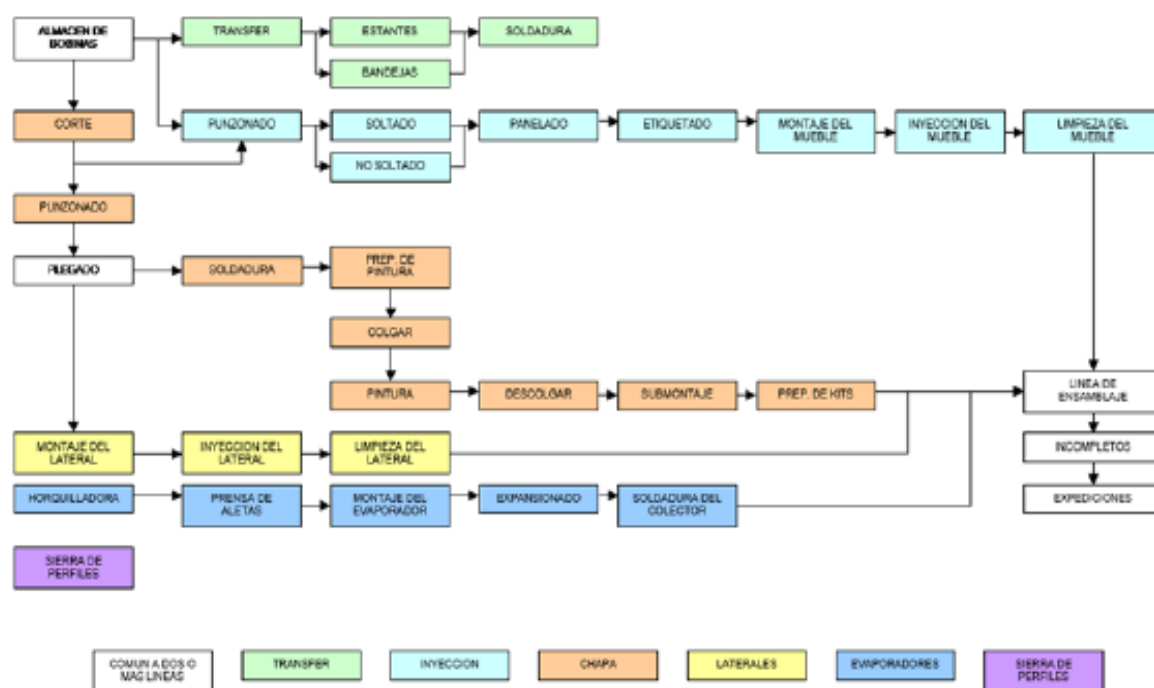 ALMACEN DE
BOBINAS
TRANSFER
ESTANTES
SOLDADURA
BANDEJAS
CORTE
PUNZONADO
SOLTADO
PANELADO
ETIQUETADO
MONTAJE DEL
MUEBLE
INYECCION DEL
MUEBLE
LIMPIEZA DEL
MUEBLE
NO SOLTADO
PUNZONADO
PLEGADO
SOLDADURA
PREP. DE
PINTURA
COLGAR
PINTURA
DESCOLGAR
SUBMONTAJE
PREP. DE KITS
LINEA DE
ENSAMBLAJE
MONTAJE DEL
LATERAL
INYECCION DEL
LATERAL
LIMPIEZA DEL
LATERAL
INCOMPLETOS
HORQUILLADORA
PRENSA DE
ALETAS
MONTAJE DEL
EVAPORADOR
EXPANSIONADO
SOLDADURA DEL
COLECTOR
EXPEDICIONES
SIERRA DE
PERFILES
COMUN A DOS O
MAS LINEAS
TRANSFER
INYECCION
CHAPA
LATERALES
EVAPORADORES
SIERRA DE
PERFILES